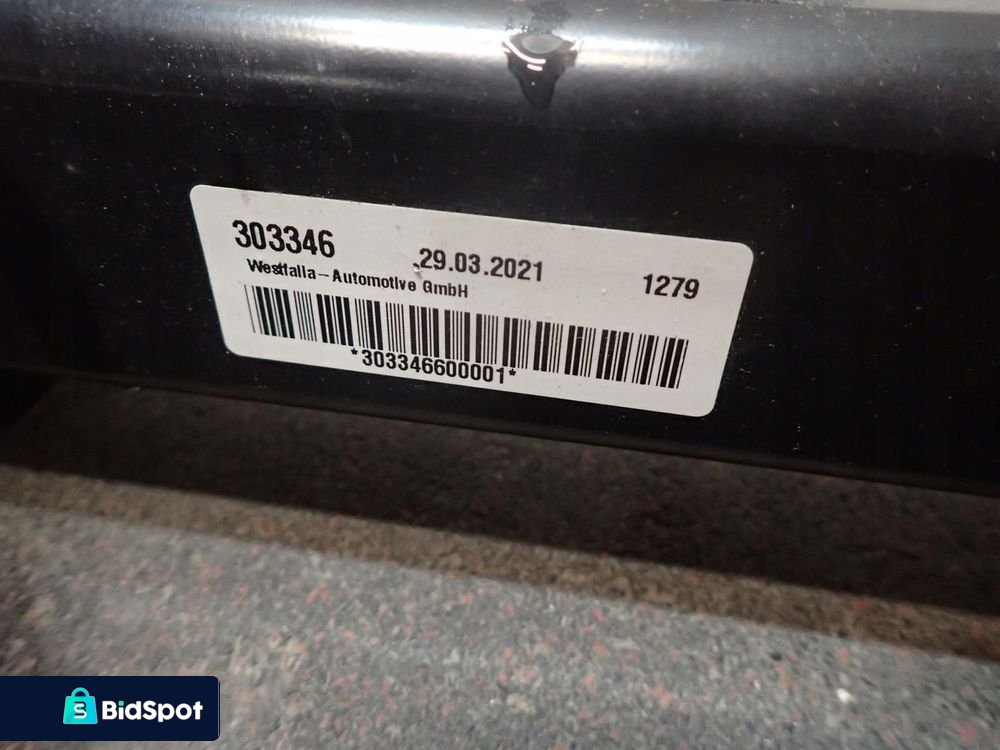 303346 29.03.2021 1279
Westfalia-Automotive GmbH
*303346600001*
BidSpot